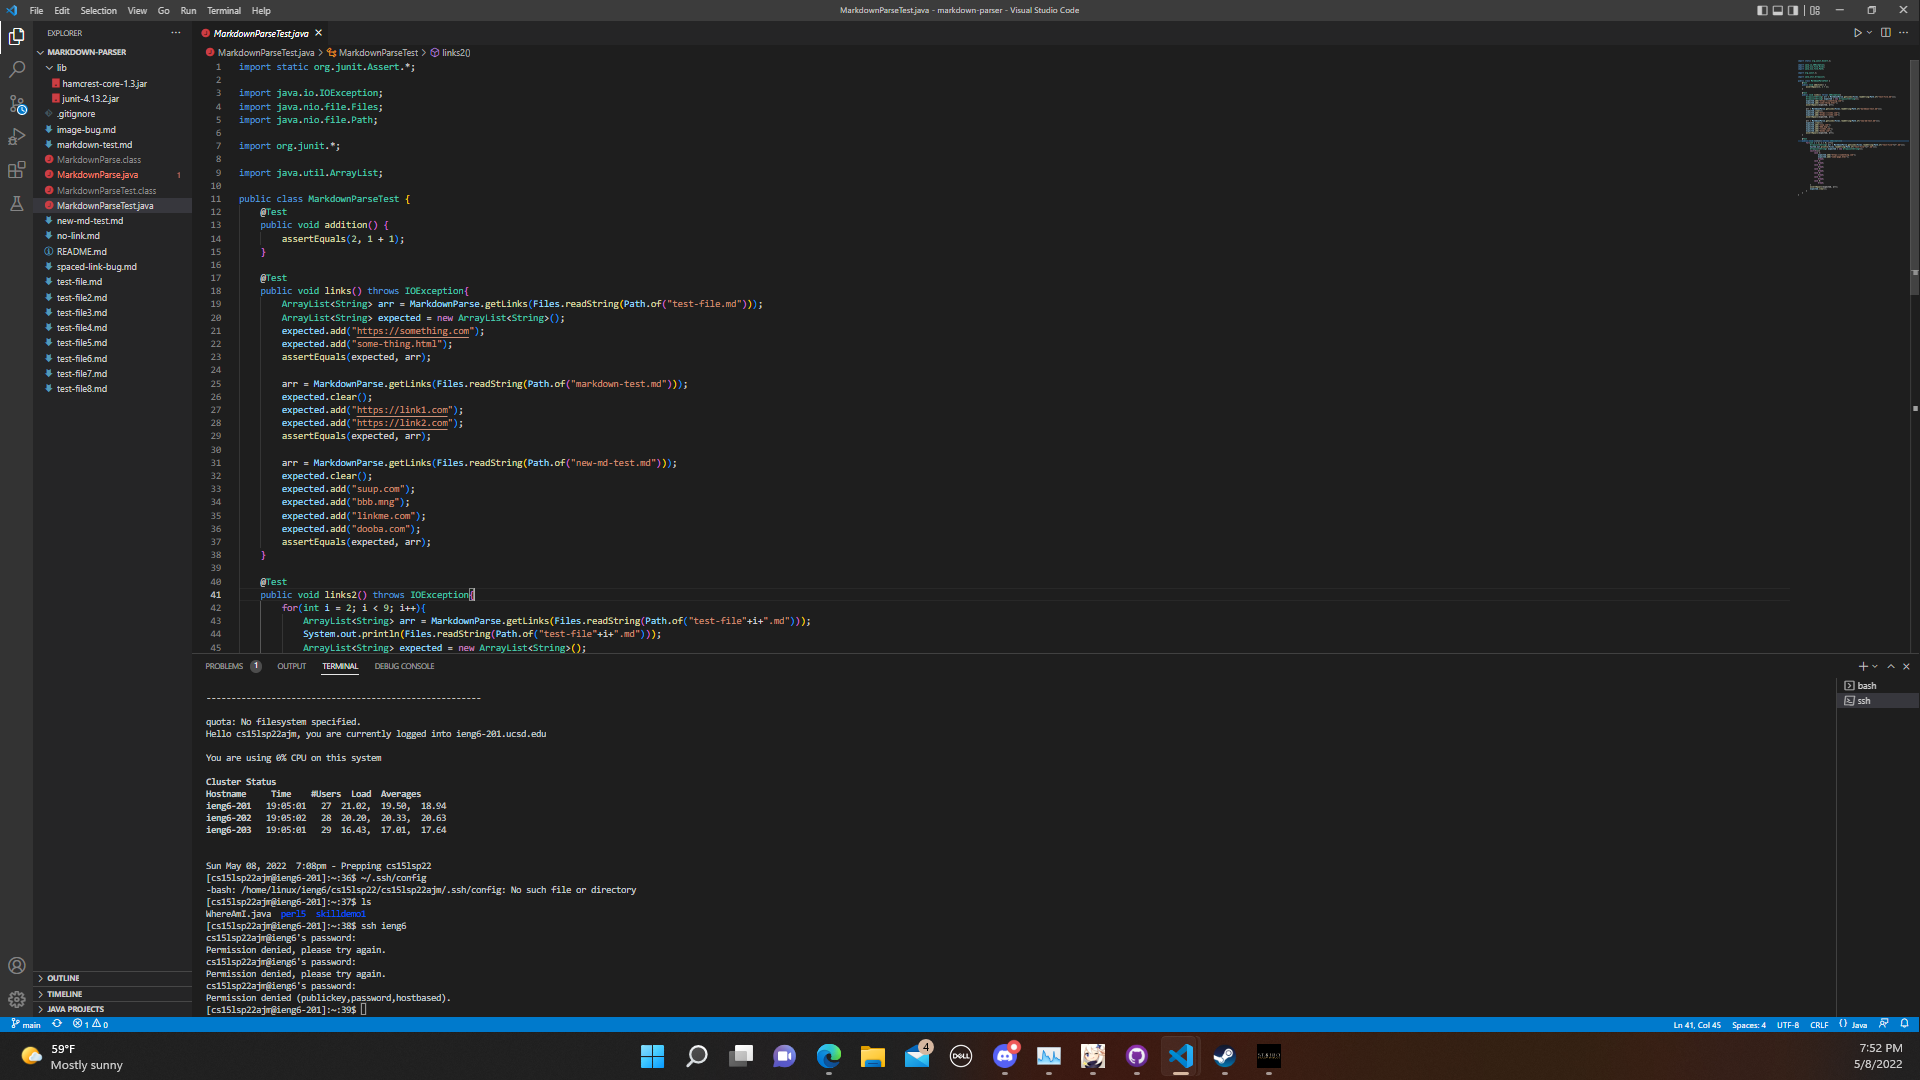 File Edit Selection View Go Run Terminal Help
MarkdownParseTest.java - markdown-parser - Visual Studio Code
EXPLORER
MARKDOWN-PARSER
lib
hamcrest-core-1.3.jar
junit-4.13.2.jar
.gitignore
image-bug.md
markdown-test.md
MarkdownParse.class
MarkdownParse.java 1
MarkdownParseTest.class
MarkdownParseTest.java
new-md-test.md
no-link.md
README.md
spaced-link-bug.md
test-file.md
test-file2.md
test-file3.md
test-file4.md
test-file5.md
test-file6.md
test-file7.md
test-file8.md
OUTLINE
TIMELINE
JAVA PROJECTS
MarkdownParseTest.java
MarkdownParseTest.java > MarkdownParseTest > links2()
1 import static org.junit.Assert.*;
2
3 import java.io.IOException;
4 import java.nio.file.Files;
5 import java.nio.file.Path;
6
7 import org.junit.*;
8
9 import java.util.ArrayList;
10
11 public class MarkdownParseTest {
12 @Test
13 public void addition() {
14 assertEquals(2, 1 + 1);
15 }
16
17 @Test
18 public void links() throws IOException{
19 ArrayList<String> arr = MarkdownParse.getLinks(Files.readString(Path.of("test-file.md")));
20 ArrayList<String> expected = new ArrayList<String>();
21 expected.add("https://something.com");
22 expected.add("some-thing.html");
23 assertEquals(expected, arr);
24
25 arr = MarkdownParse.getLinks(Files.readString(Path.of("markdown-test.md")));
26 expected.clear();
27 expected.add("https://link1.com");
28 expected.add("https://link2.com");
29 assertEquals(expected, arr);
30
31 arr = MarkdownParse.getLinks(Files.readString(Path.of("new-md-test.md")));
32 expected.clear();
33 expected.add("suup.com");
34 expected.add("bbb.mng");
35 expected.add("linkme.com");
36 expected.add("dooba.com");
37 assertEquals(expected, arr);
38 }
39
40 @Test
41 public void links2() throws IOException{
42 for(int i = 2; i < 9; i++){
43 ArrayList<String> arr = MarkdownParse.getLinks(Files.readString(Path.of("test-file"+i+".md")));
44 System.out.println(Files.readString(Path.of("test-file"+i+".md")));
45 ArrayList<String> expected = new ArrayList<String>();
PROBLEMS 1 OUTPUT TERMINAL DEBUG CONSOLE
bash
ssh
-------------------------------------------------------
quota: No filesystem specified.
Hello cs15lsp22ajm, you are currently logged into ieng6-201.ucsd.edu
You are using 0% CPU on this system
Cluster Status
Hostname Time #Users Load Averages
ieng6-201 19:05:01 27 21.02, 19.50, 18.94
ieng6-202 19:05:02 28 20.20, 20.33, 20.63
ieng6-203 19:05:01 29 16.43, 17.01, 17.64
Sun May 08, 2022 7:08pm - Prepping cs15lsp22
[cs15lsp22ajm@ieng6-201]:~:36$ ~/.ssh/config
-bash: /home/linux/ieng6/cs15lsp22/cs15lsp22ajm/.ssh/config: No such file or directory
[cs15lsp22ajm@ieng6-201]:~:37$ ls
WhereAmI.java perl5 skilldemo1
[cs15lsp22ajm@ieng6-201]:~:38$ ssh ieng6
cs15lsp22ajm@ieng6's password:
Permission denied, please try again.
cs15lsp22ajm@ieng6's password:
Permission denied, please try again.
cs15lsp22ajm@ieng6's password:
Permission denied (publickey,password,hostbased).
[cs15lsp22ajm@ieng6-201]:~:39$
main 1 0
Ln 41, Col 45 Spaces: 4 UTF-8 CRLF {} Java
59°F
Mostly sunny
4
DELL
7:52 PM
5/8/2022